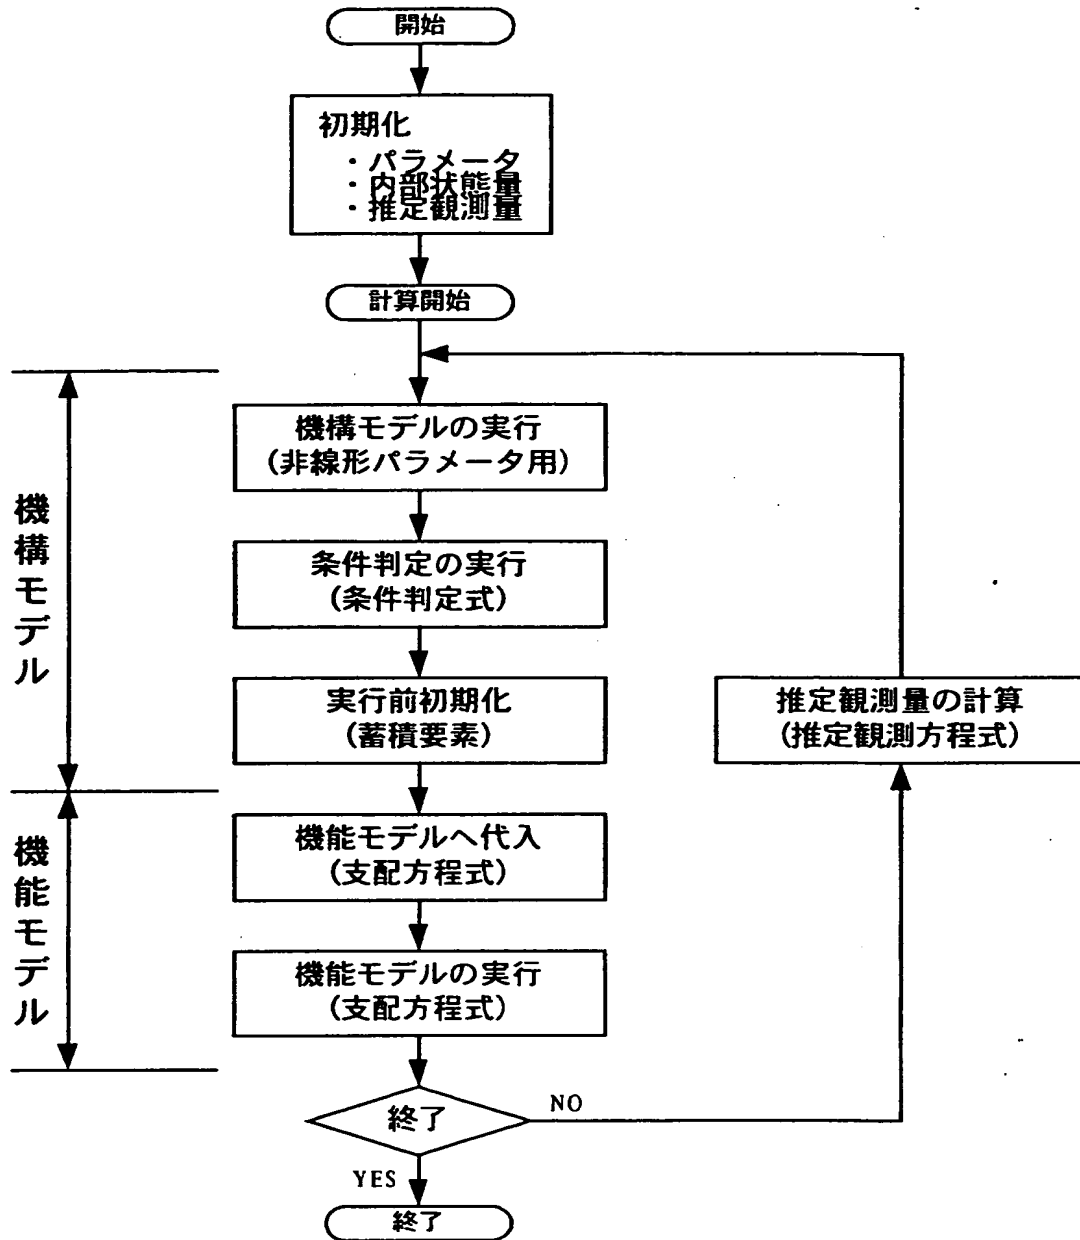 開始
初期化
・パラメータ
・内部状態量
・推定観測量
計算開始
機構モデル
機構モデルの実行
(非線形パラメータ用)
条件判定の実行
(条件判定式)
実行前初期化
(蓄積要素)
推定観測量の計算
(推定観測方程式)
機能モデル
機能モデルへ代入
(支配方程式)
機能モデルの実行
(支配方程式)
終了
NO
YES
終了